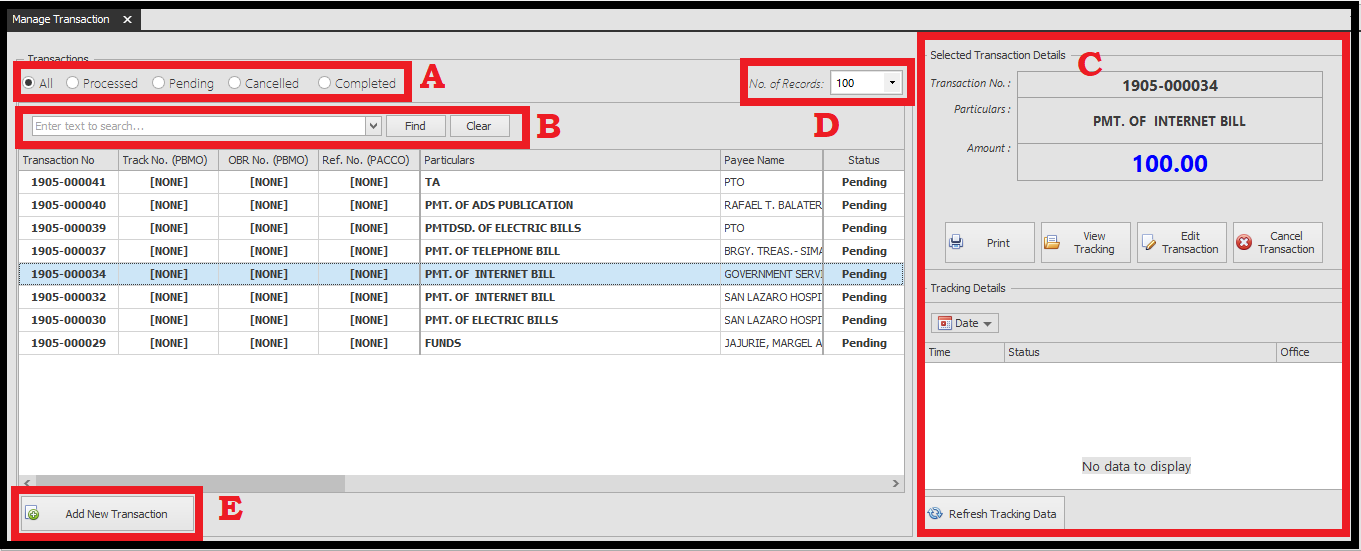 Manage Transaction ×
Transactions
All Processed Pending Cancelled Completed A
No. of Records: 100 D
Enter text to search... Find Clear B
Transaction No Track No. (PBMO) OBR No. (PBMO) Ref. No. (PACCO) Particulars Payee Name Status
1905-000041 [NONE] [NONE] [NONE] TA PTO Pending
1905-000040 [NONE] [NONE] [NONE] PMT. OF ADS PUBLICATION RAFAEL T. BALATER Pending
1905-000039 [NONE] [NONE] [NONE] PMTDSD. OF ELECTRIC BILLS PTO Pending
1905-000037 [NONE] [NONE] [NONE] PMT. OF TELEPHONE BILL BRGY. TREAS.- SIMA Pending
1905-000034 [NONE] [NONE] [NONE] PMT. OF  INTERNET BILL GOVERNMENT SERVI Pending
1905-000032 [NONE] [NONE] [NONE] PMT. OF  INTERNET BILL SAN LAZARO HOSPI Pending
1905-000030 [NONE] [NONE] [NONE] PMT. OF ELECTRIC BILLS SAN LAZARO HOSPI Pending
1905-000029 [NONE] [NONE] [NONE] FUNDS JAJURIE, MARGEL A Pending
Add New Transaction E
Selected Transaction Details C
Transaction No. : 1905-000034
Particulars : PMT. OF  INTERNET BILL
Amount : 100.00
Print View Tracking Edit Transaction Cancel Transaction
Tracking Details
Date
Time Status Office
No data to display
Refresh Tracking Data